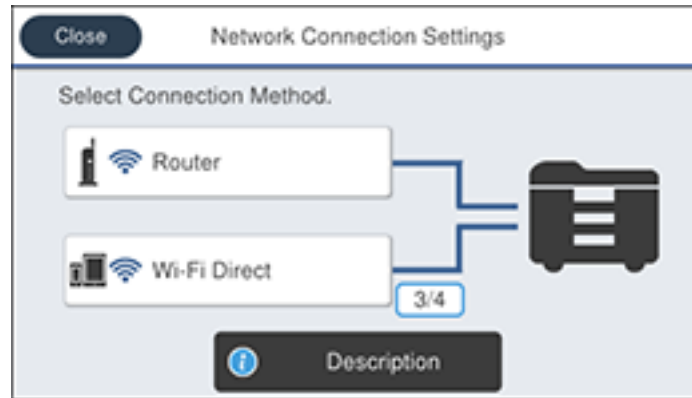 Close
Network Connection Settings
Select Connection Method.
Router
Wi-Fi Direct
3/4
i
Description